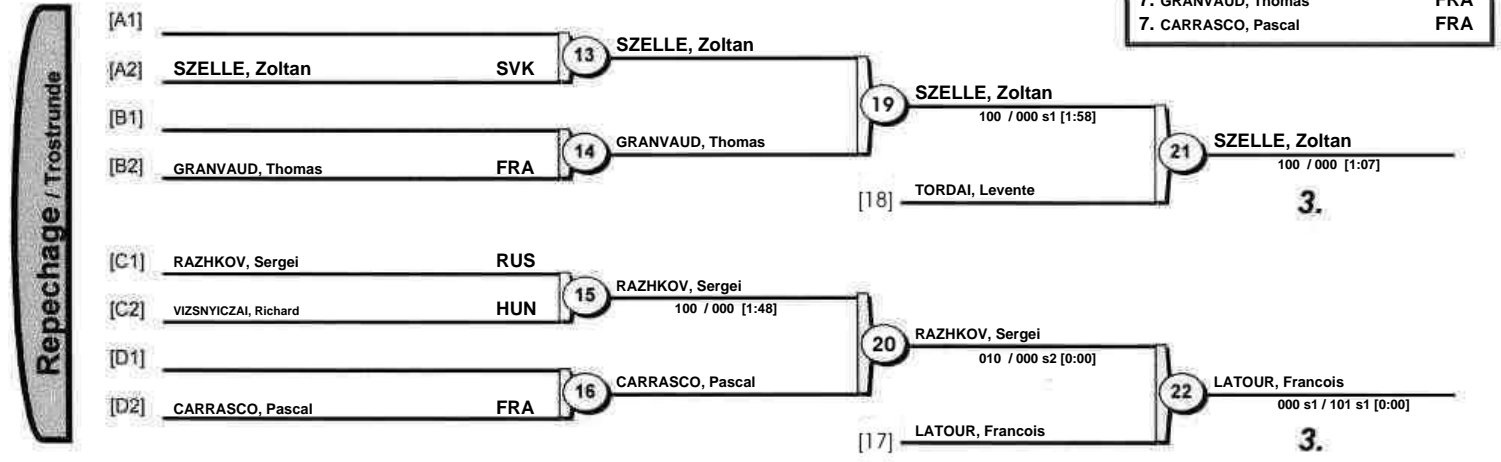 7. GRANVAUD, Thomas FRA
7. CARRASCO, Pascal FRA
Repechage / Trostrunde
[A1]
[A2] SZELLE, Zoltan SVK
13 SZELLE, Zoltan
[B1]
[B2] GRANVAUD, Thomas FRA
14 GRANVAUD, Thomas
19 SZELLE, Zoltan
100 / 000 s1 [1:58]
[18] TORDAI, Levente
21 SZELLE, Zoltan
100 / 000 [1:07]
3.
[C1] RAZHKOV, Sergei RUS
[C2] VIZSNYICZAI, Richard HUN
15 RAZHKOV, Sergei
100 / 000 [1:48]
[D1]
[D2] CARRASCO, Pascal FRA
16 CARRASCO, Pascal
20 RAZHKOV, Sergei
010 / 000 s2 [0:00]
[17] LATOUR, Francois
22 LATOUR, Francois
000 s1 / 101 s1 [0:00]
3.